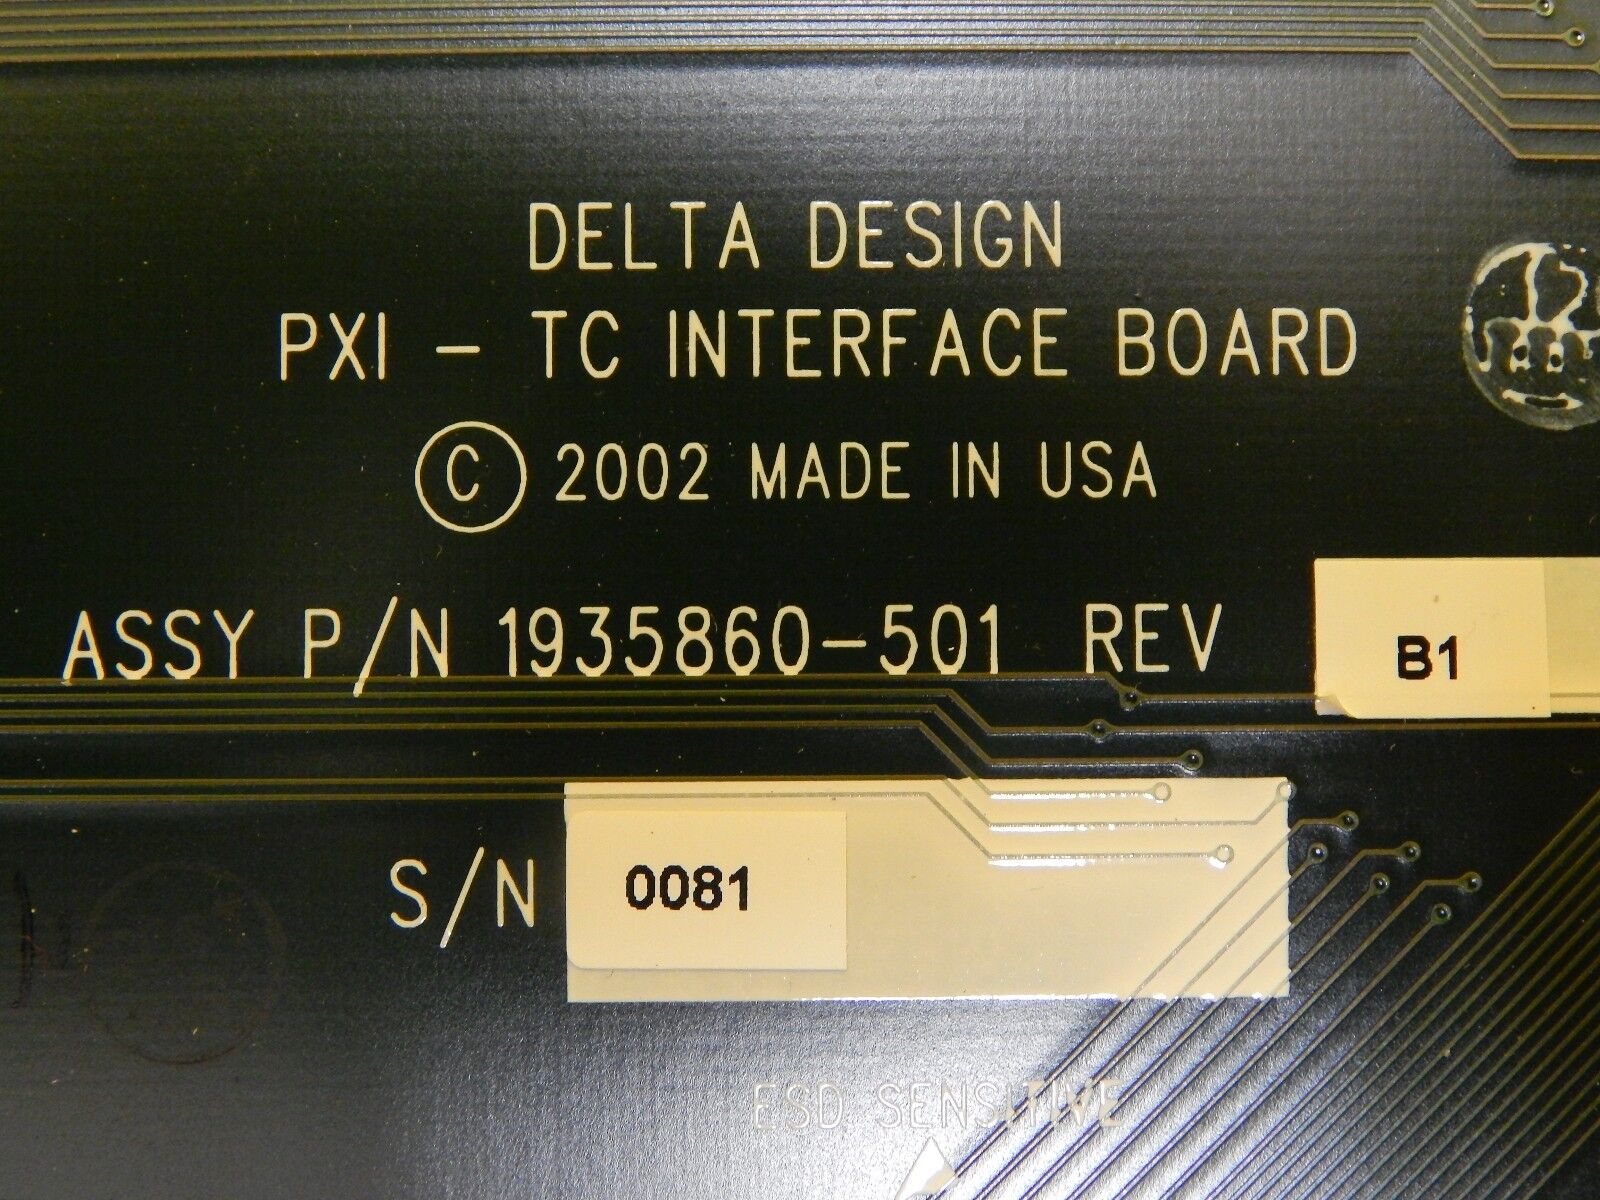 DELTA DESIGN
PXI - TC INTERFACE BOARD
© 2002 MADE IN USA
ASSY P/N 1935860-501 REV B1
S/N 0081
ESD SENSITIVE